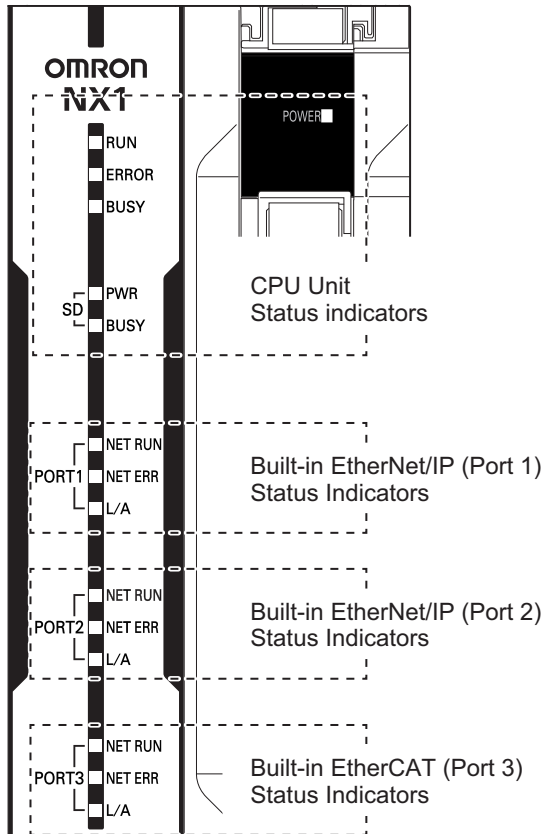 OMRON
NX1
POWER
RUN
ERROR
BUSY
SD
PWR
BUSY
CPU Unit
Status indicators
PORT1
NET RUN
NET ERR
L/A
Built-in EtherNet/IP (Port 1)
Status Indicators
PORT2
NET RUN
NET ERR
L/A
Built-in EtherNet/IP (Port 2)
Status Indicators
PORT3
NET RUN
NET ERR
L/A
Built-in EtherCAT (Port 3)
Status Indicators